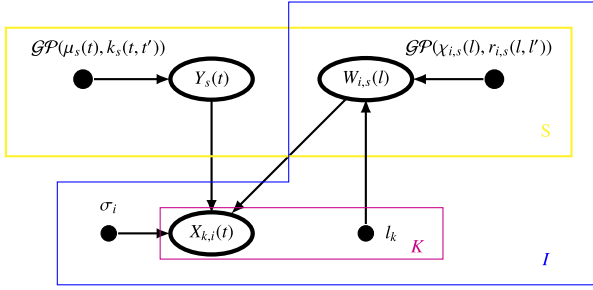 𝒢𝒫(μ_s(t), k_s(t, t′)) 𝒢𝒫(χ_{i,s}(l), r_{i,s}(l, l′))
Y_s(t) W_{i,s}(l)
S
σ_i
X_{k,i}(t) l_k
K
I